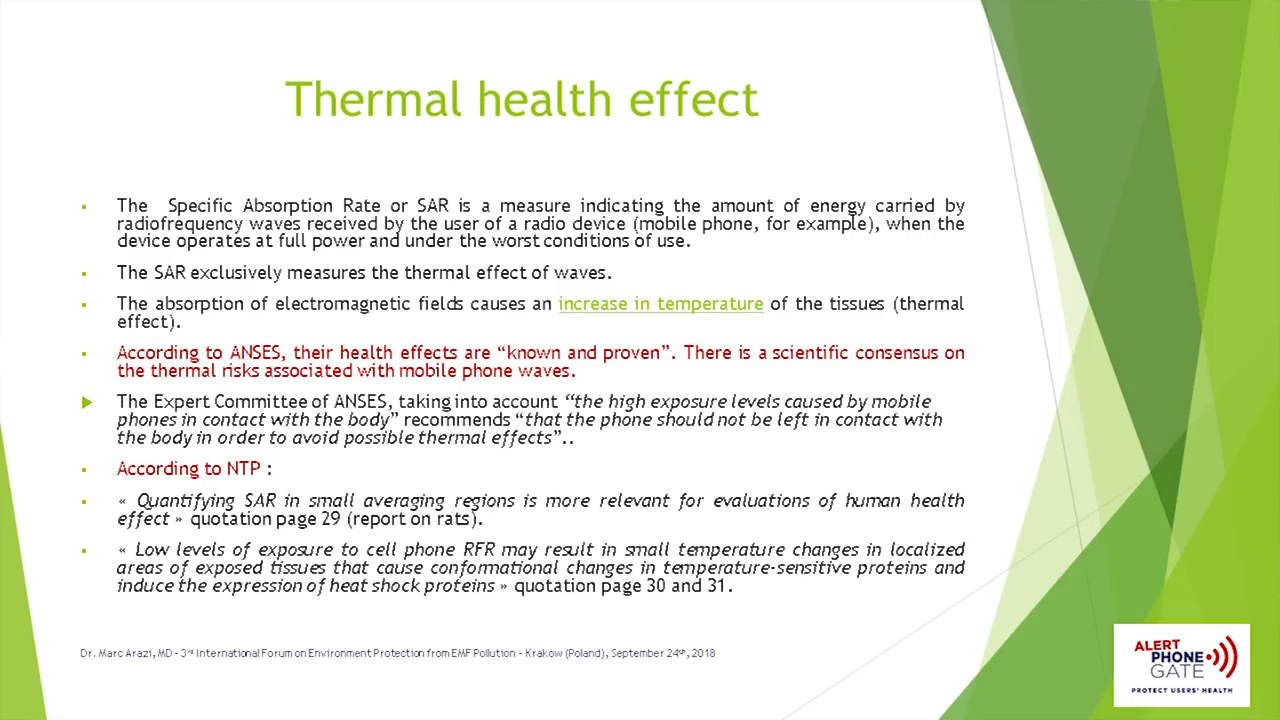 Thermal health effect
The Specific Absorption Rate or SAR is a measure indicating the amount of energy carried by
radiofrequency waves received by the user of a radio device (mobile phone, for example), when the
device operates at full power and under the worst conditions of use.
The SAR exclusively measures the thermal effect of waves.
The absorption of electromagnetic fields causes an increase in temperature of the tissues (thermal
effect).
According to ANSES, their health effects are “known and proven”. There is a scientific consensus on
the thermal risks associated with mobile phone waves.
The Expert Committee of ANSES, taking into account “the high exposure levels caused by mobile
phones in contact with the body” recommends “that the phone should not be left in contact with
the body in order to avoid possible thermal effects”..
According to NTP :
« Quantifying SAR in small averaging regions is more relevant for evaluations of human health
effect » quotation page 29 (report on rats).
« Low levels of exposure to cell phone RFR may result in small temperature changes in localized
areas of exposed tissues that cause conformational changes in temperature-sensitive proteins and
induce the expression of heat shock proteins » quotation page 30 and 31.
Dr. Marc Arazi, MD - 3rd International Forum on Environment Protection from EMF Pollution - Krakow (Poland), September 24th, 2018
ALERT
PHONE
GATE
PROTECT USERS' HEALTH